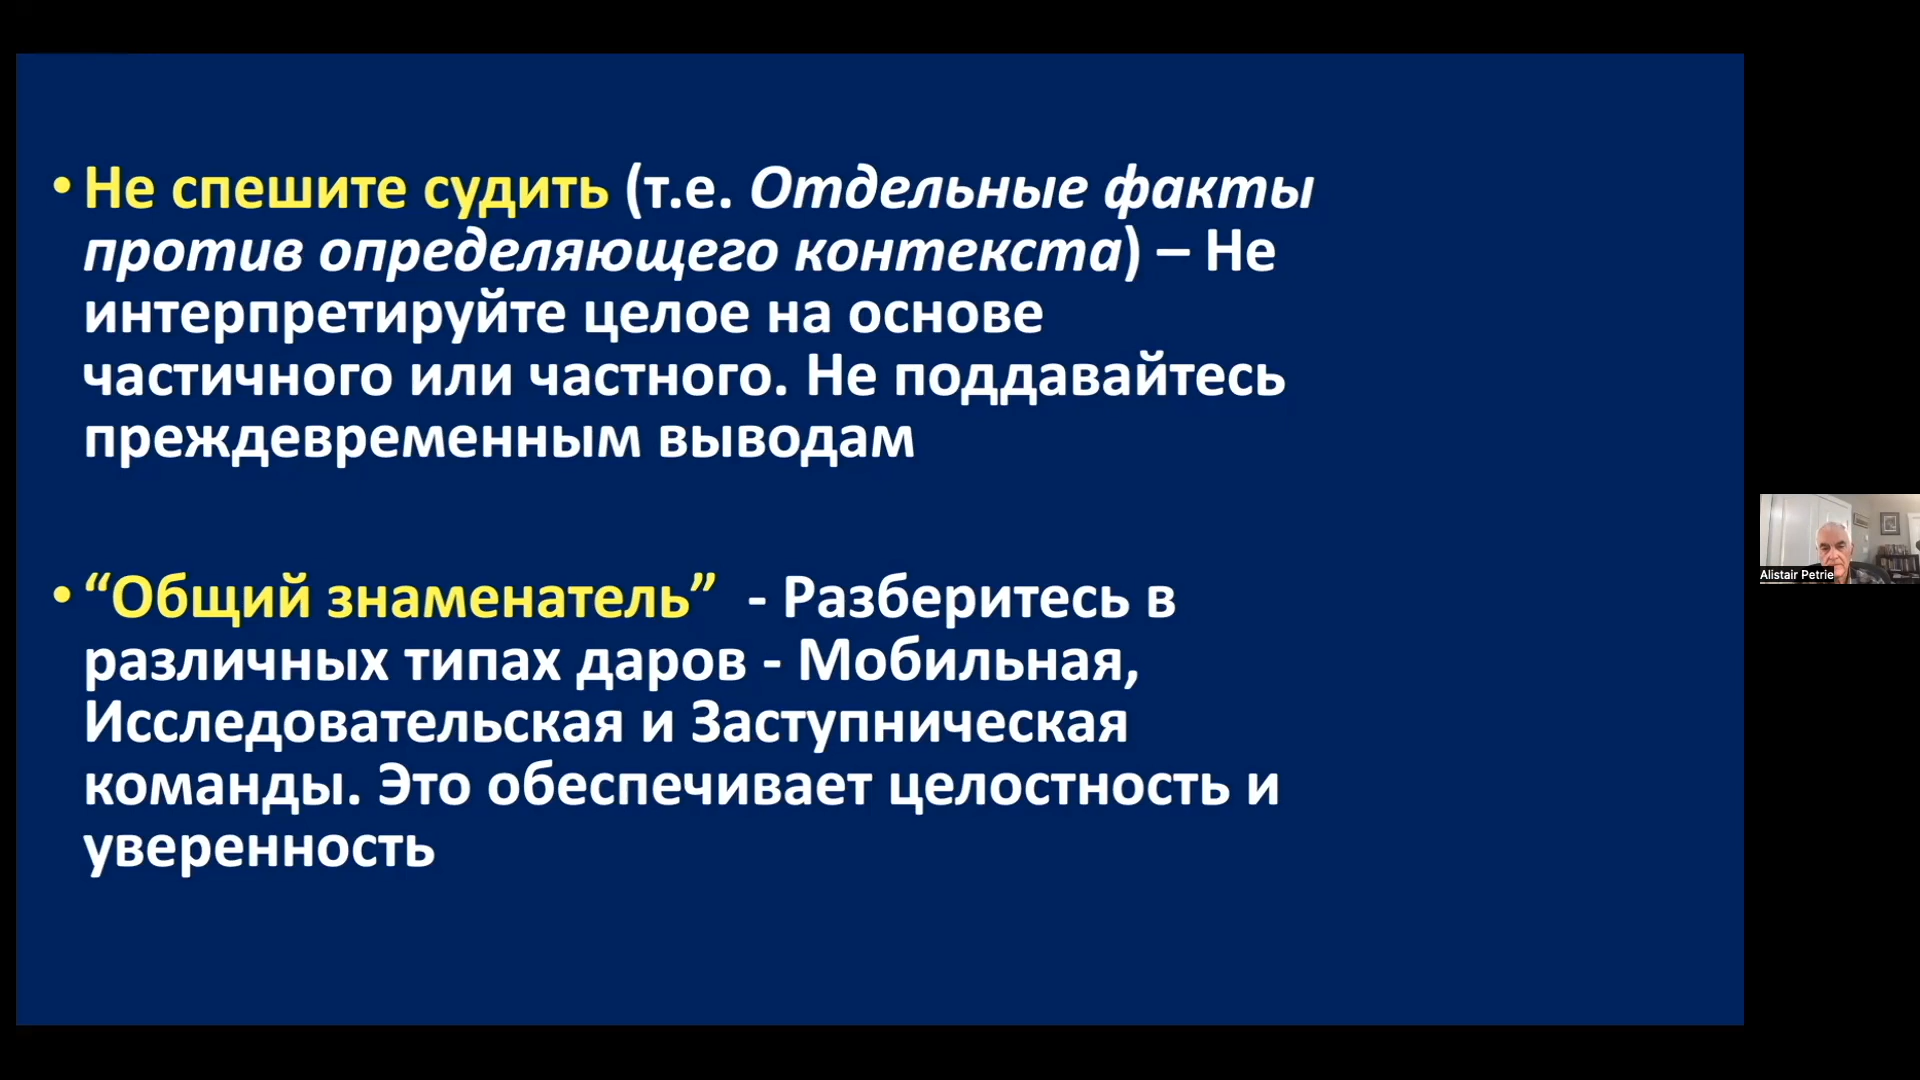 • Не спешите судить (т.е. Отдельные факты
против определяющего контекста) – Не
интерпретируйте целое на основе
частичного или частного. Не поддавайтесь
преждевременным выводам
• “Общий знаменатель” - Разберитесь в
различных типах даров - Мобильная,
Исследовательская и Заступническая
команды. Это обеспечивает целостность и
уверенность
Alistair Petrie